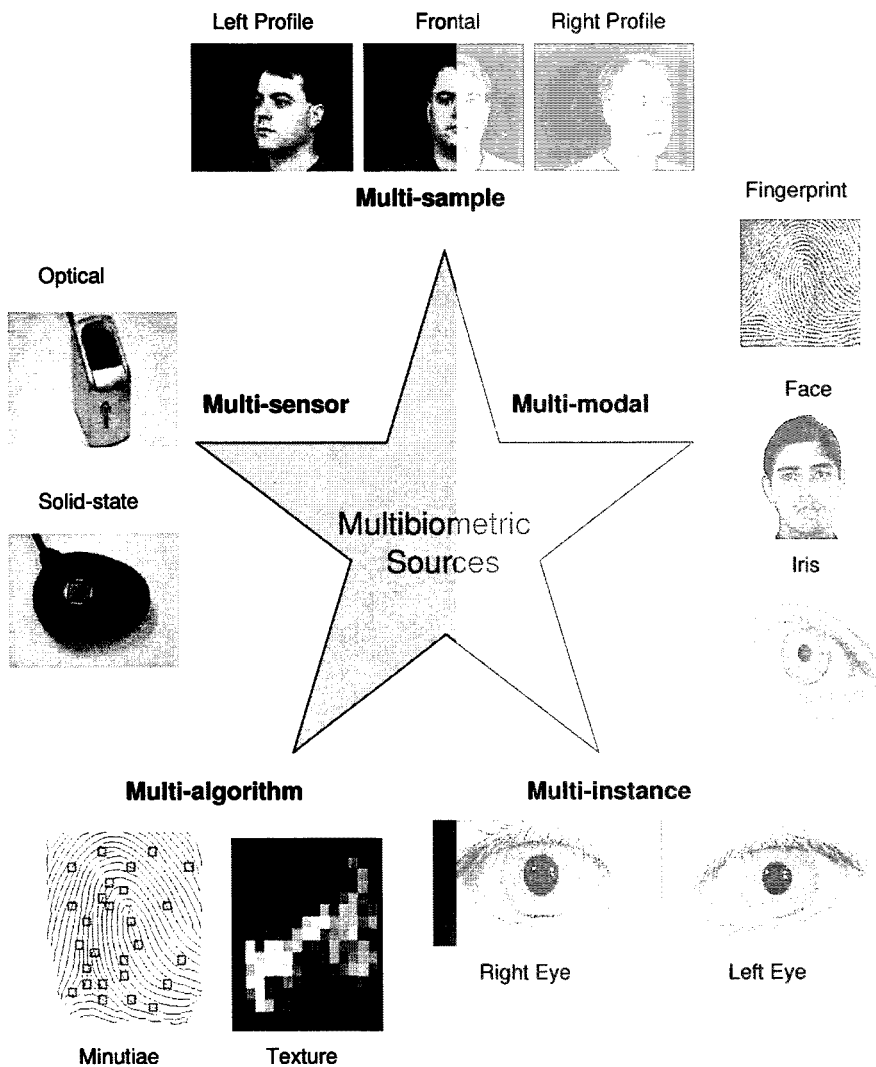 Left Profile
Frontal
Right Profile
Multi-sample
Fingerprint
Optical
Multi-sensor
Multi-modal
Face
Solid-state
Multibiometric
Sources
Iris
Multi-algorithm
Multi-instance
Right Eye
Left Eye
Minutiae
Texture